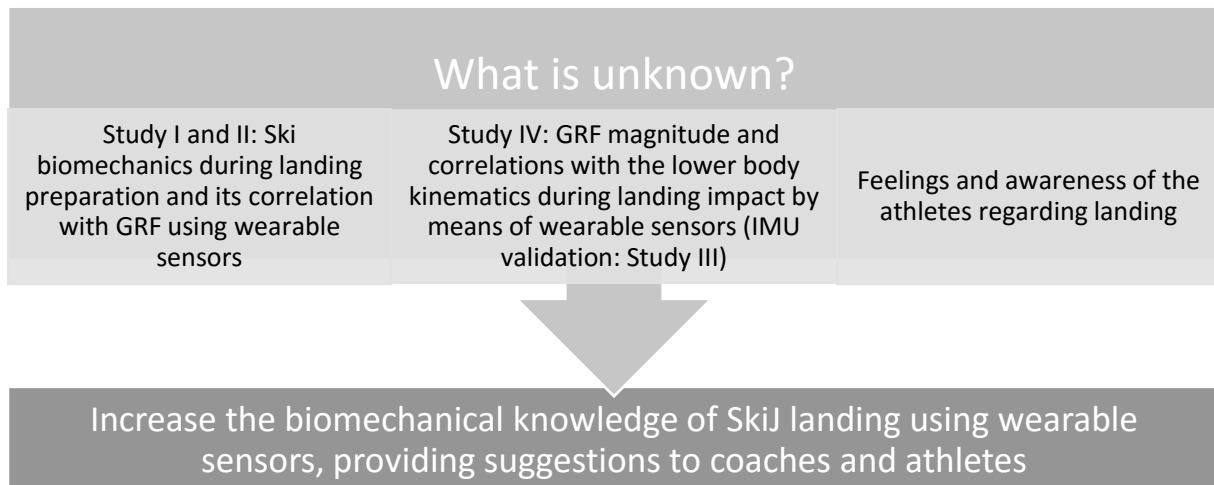 What is unknown?
Study I and II: Ski
biomechanics during landing
preparation and its correlation
with GRF using wearable
sensors
Study IV: GRF magnitude and
correlations with the lower body
kinematics during landing impact by
means of wearable sensors (IMU
validation: Study III)
Feelings and awareness of the
athletes regarding landing
Increase the biomechanical knowledge of SkiJ landing using wearable
sensors, providing suggestions to coaches and athletes